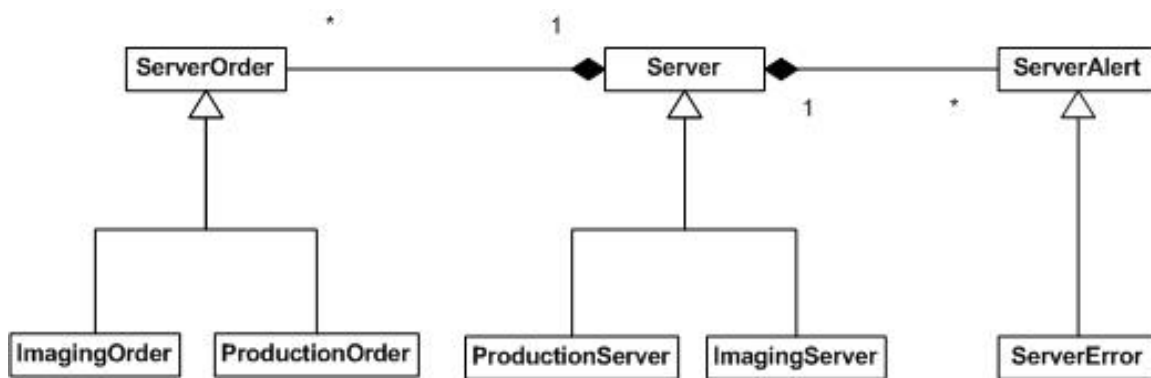 * 1
ServerOrder Server ServerAlert
1 *
ImagingOrder ProductionOrder ProductionServer ImagingServer ServerError